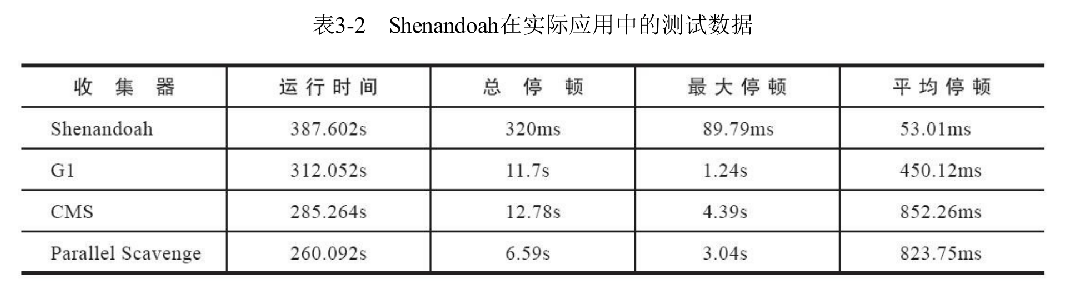 表3-2 Shenandoah在实际应用中的测试数据
收集器 运行时间 总停顿 最大停顿 平均停顿
Shenandoah 387.602s 320ms 89.79ms 53.01ms
G1 312.052s 11.7s 1.24s 450.12ms
CMS 285.264s 12.78s 4.39s 852.26ms
Parallel Scavenge 260.092s 6.59s 3.04s 823.75ms